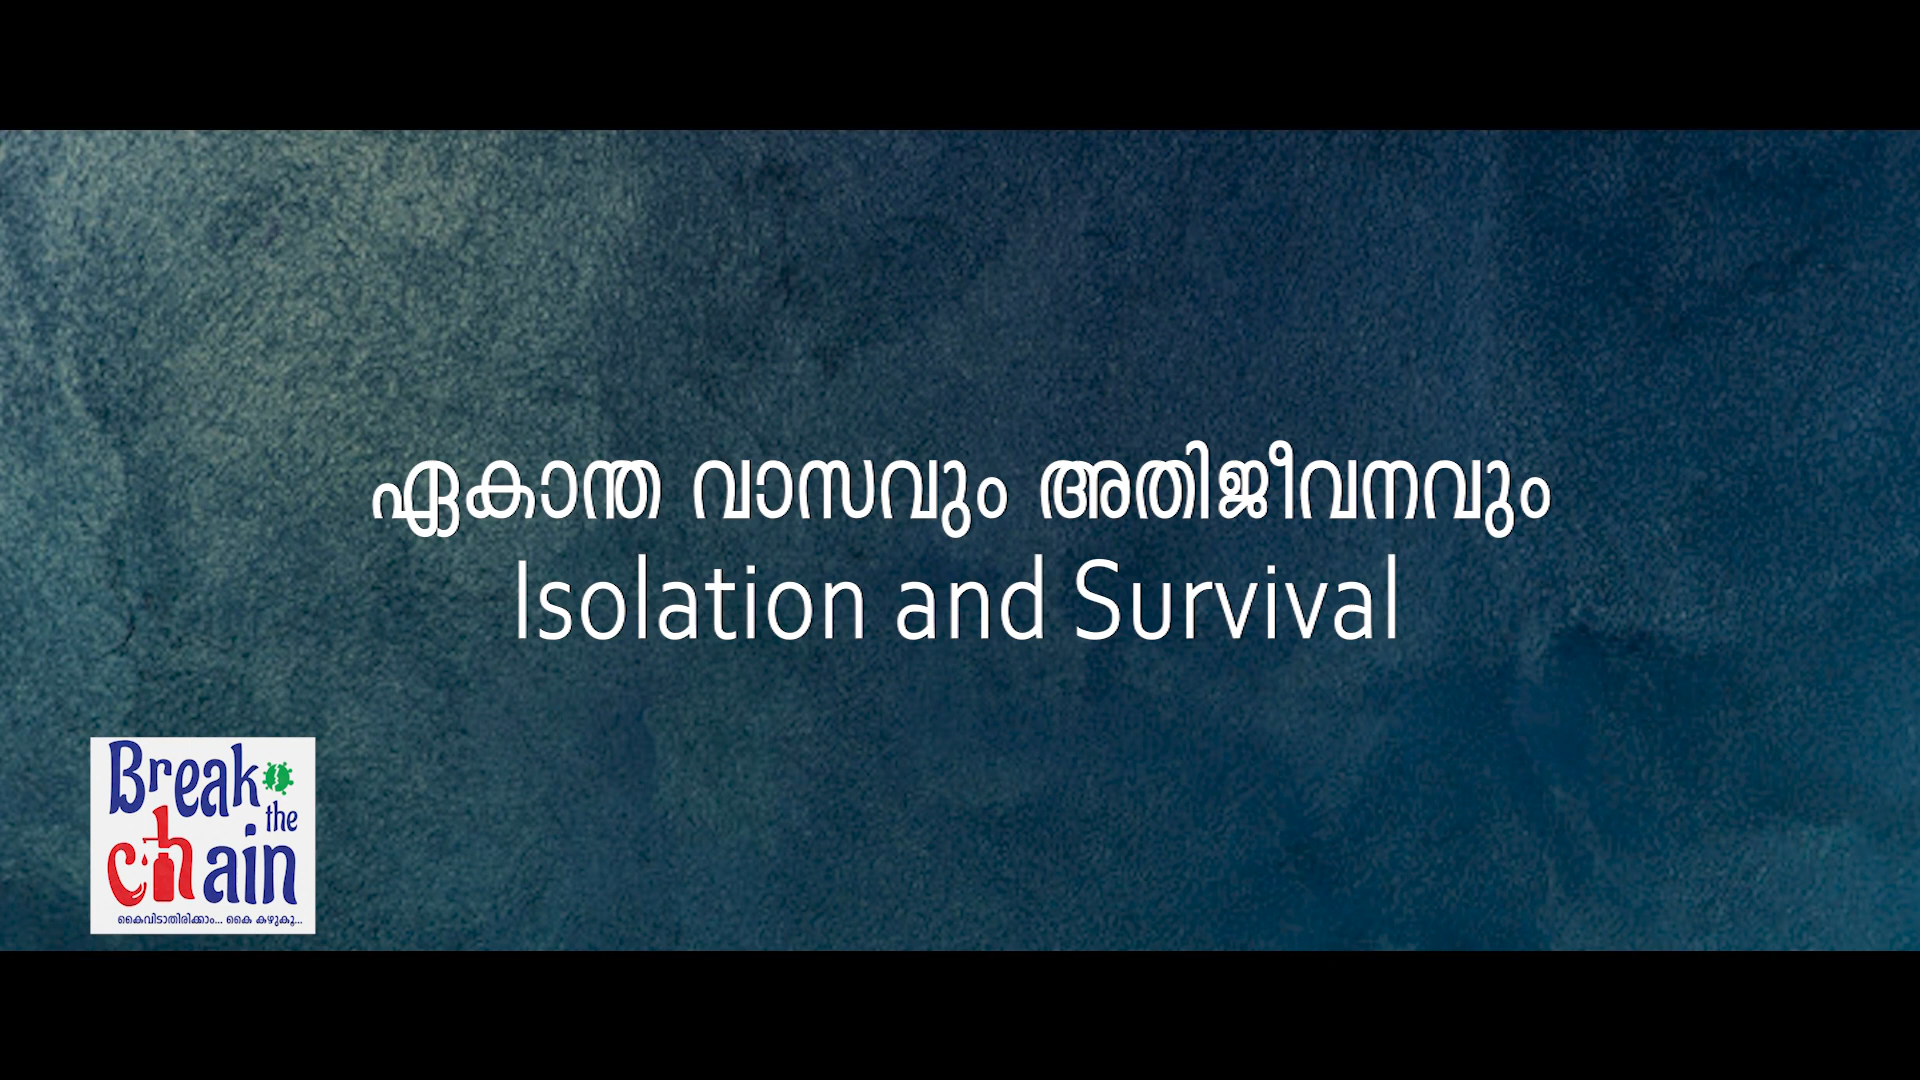 ഏകാന്ത വാസവും അതിജീവനവും
Isolation and Survival
Break
the
chain
കൈവിടാതിരിക്കാം... കൈ കഴുകൂ...